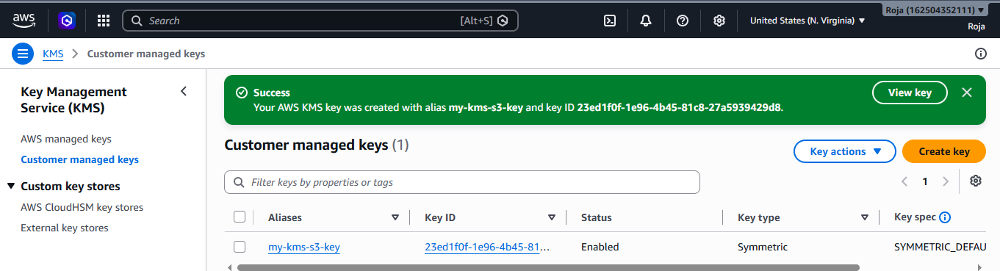 aws
Search [Alt+S]
United States (N. Virginia)
Roja (162504352111)
Roja
KMS > Customer managed keys
Key Management
Service (KMS)
AWS managed keys
Customer managed keys
Custom key stores
AWS CloudHSM key stores
External key stores
Success
Your AWS KMS key was created with alias my-kms-s3-key and key ID 23ed1f0f-1e96-4b45-81c8-27a5939429d8.
View key
Customer managed keys (1)
Key actions
Create key
Filter keys by properties or tags
1
Aliases Key ID Status Key type Key spec
my-kms-s3-key 23ed1f0f-1e96-4b45-81... Enabled Symmetric SYMMETRIC_DEFAU